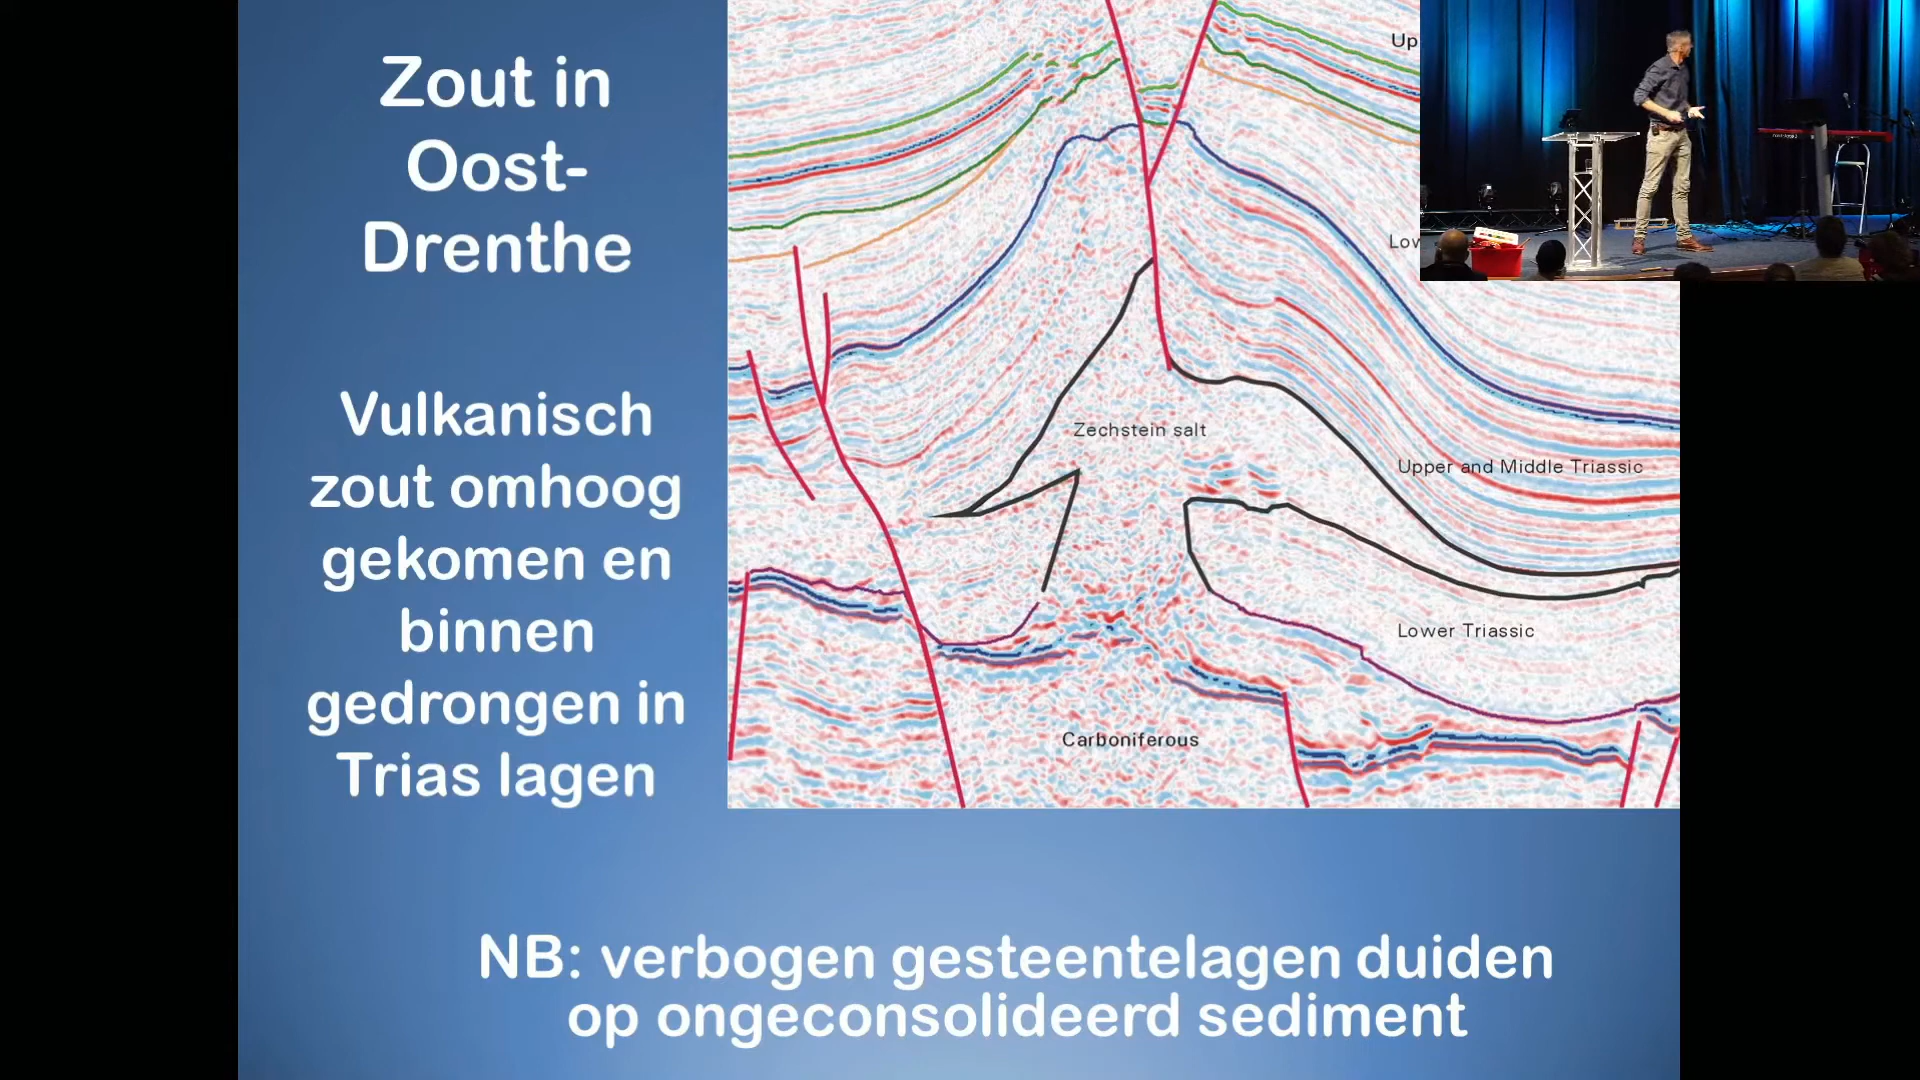 Zout in
Oost-
Drenthe
Vulkanisch
zout omhoog
gekomen en
binnen
gedrongen in
Trias lagen
Up
Low
Zechstein salt
Upper and Middle Triassic
Lower Triassic
Carboniferous
NB: verbogen gesteentelagen duiden
op ongeconsolideerd sediment